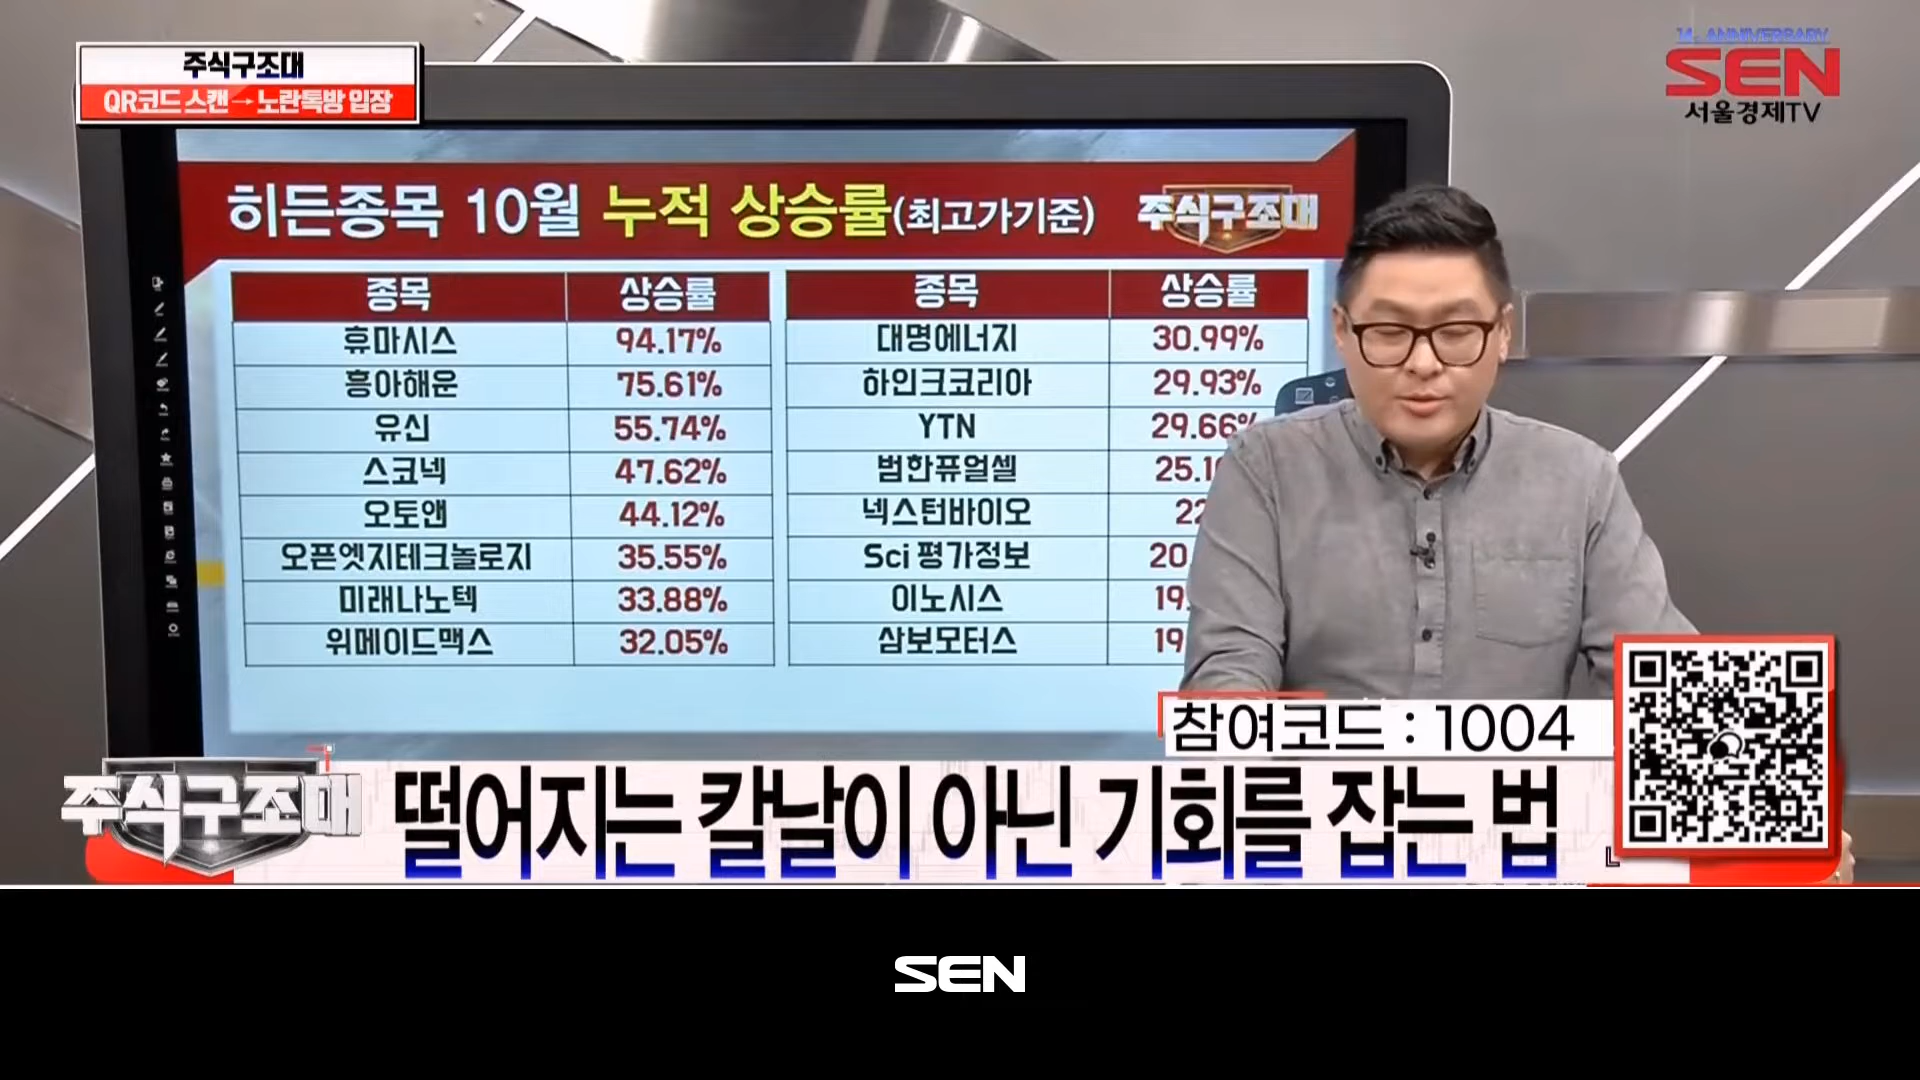 주식구조대
QR코드 스캔→노란톡방 입장
14th ANNIVERSARY
SEN
서울경제TV
히든종목 10월 누적 상승률(최고가기준)
주식구조대
종목 상승률 종목 상승률
휴마시스 94.17% 대명에너지 30.99%
흥아해운 75.61% 하인크코리아 29.93%
유신 55.74% YTN 29.66%
스코넥 47.62% 범한퓨얼셀
오토앤 44.12% 넥스턴바이오
오픈엣지테크놀로지 35.55% Sci 평가정보
미래나노텍 33.88% 이노시스
위메이드맥스 32.05% 삼보모터스
참여코드 : 1004
주식구조대
떨어지는 칼날이 아닌 기회를 잡는 법
SEN